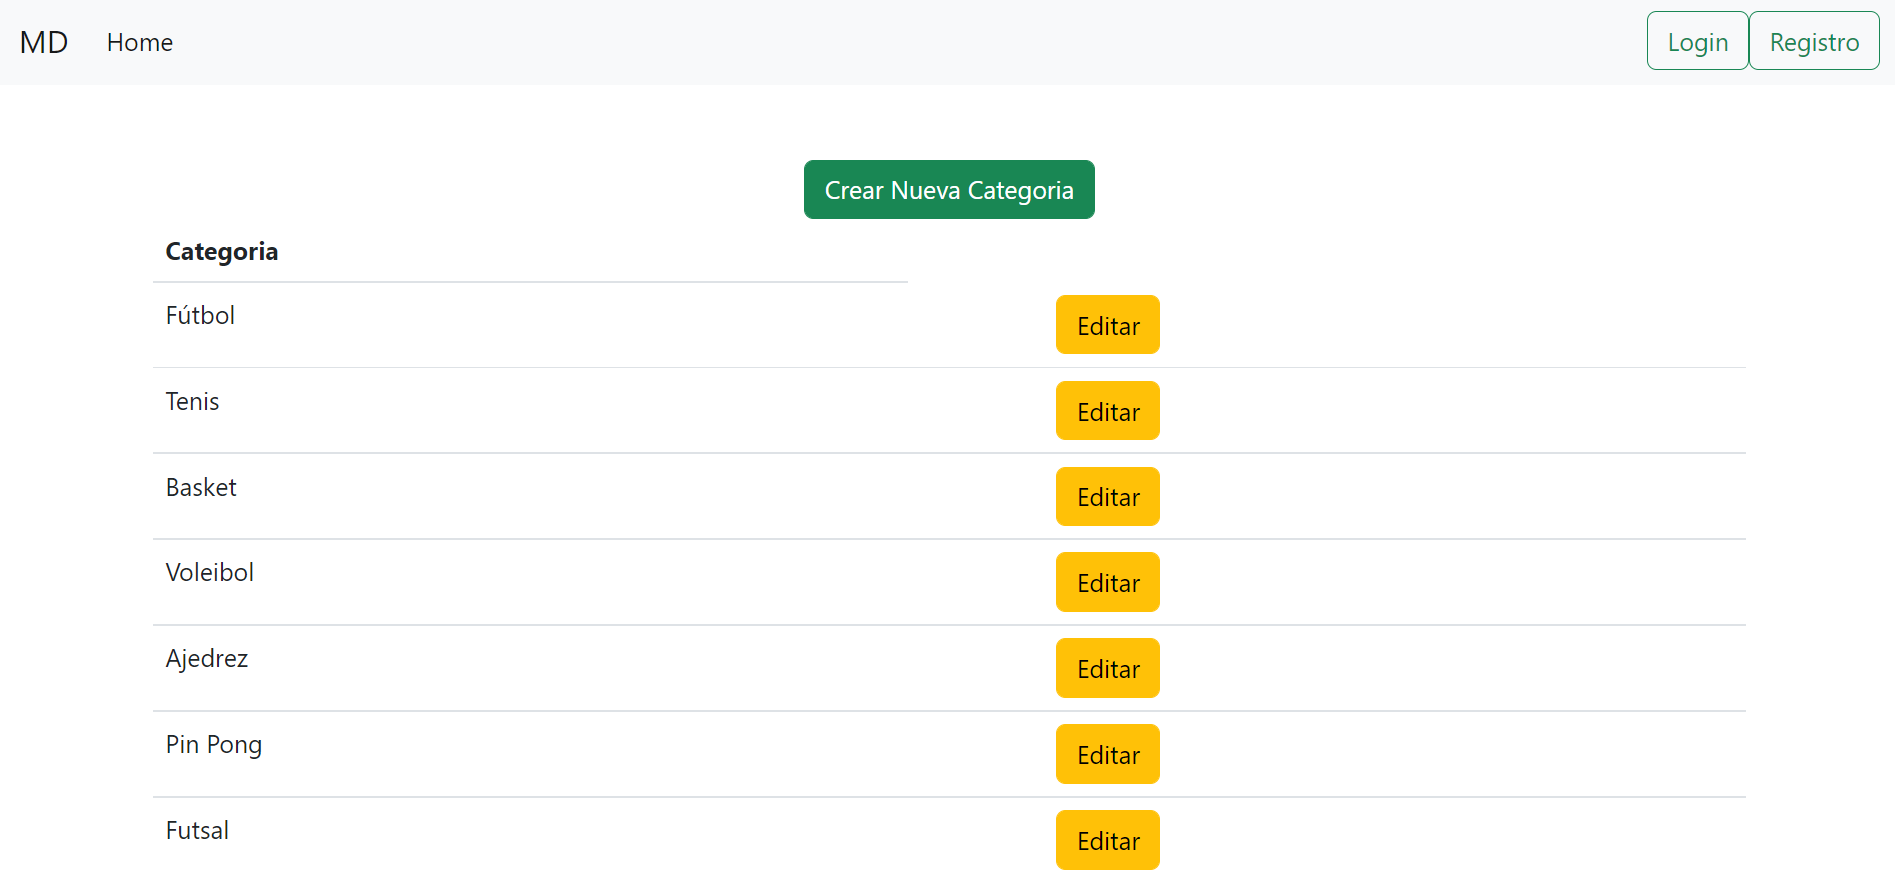 MD Home Login Registro
Crear Nueva Categoria
Categoria
Fútbol Editar
Tenis Editar
Basket Editar
Voleibol Editar
Ajedrez Editar
Pin Pong Editar
Futsal Editar